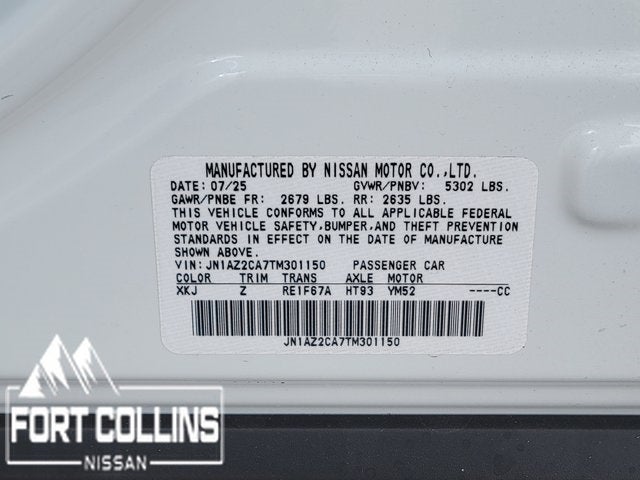 MANUFACTURED BY NISSAN MOTOR CO.,LTD.
DATE: 07/25 GVWR/PNBV: 5302 LBS.
GAWR/PNBE FR: 2679 LBS. RR: 2635 LBS.
THIS VEHICLE CONFORMS TO ALL APPLICABLE FEDERAL
MOTOR VEHICLE SAFETY,BUMPER,AND THEFT PREVENTION
STANDARDS IN EFFECT ON THE DATE OF MANUFACTURE
SHOWN ABOVE.
VIN: JN1AZ2CA7TM301150 PASSENGER CAR
COLOR TRIM TRANS AXLE MOTOR
XKJ Z RE1F67A HT93 YM52 ----CC
JN1AZ2CA7TM301150
FORT COLLINS
NISSAN